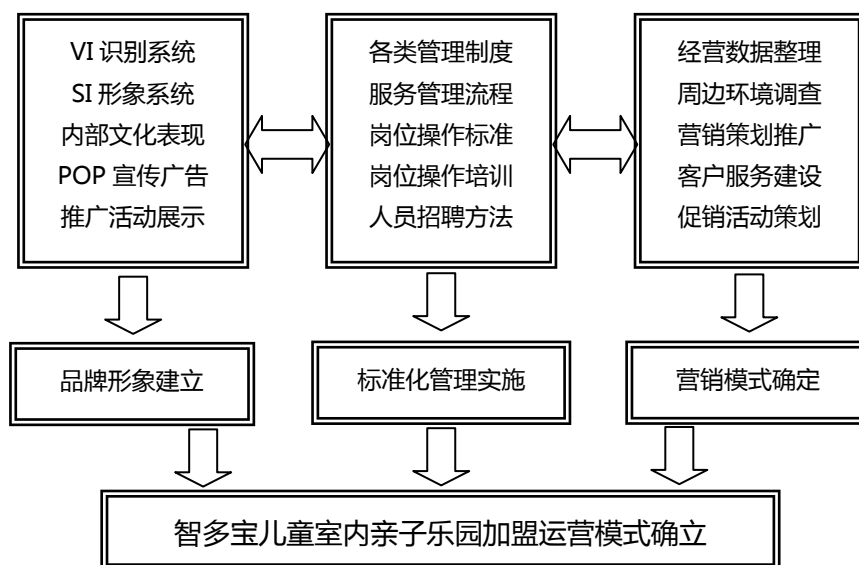 VI 识别系统
SI 形象系统
内部文化表现
POP 宣传广告
推广活动展示
各类管理制度
服务管理流程
岗位操作标准
岗位操作培训
人员招聘方法
经营数据整理
周边环境调查
营销策划推广
客户服务建设
促销活动策划
品牌形象建立
标准化管理实施
营销模式确定
智多宝儿童室内亲子乐园加盟运营模式确立